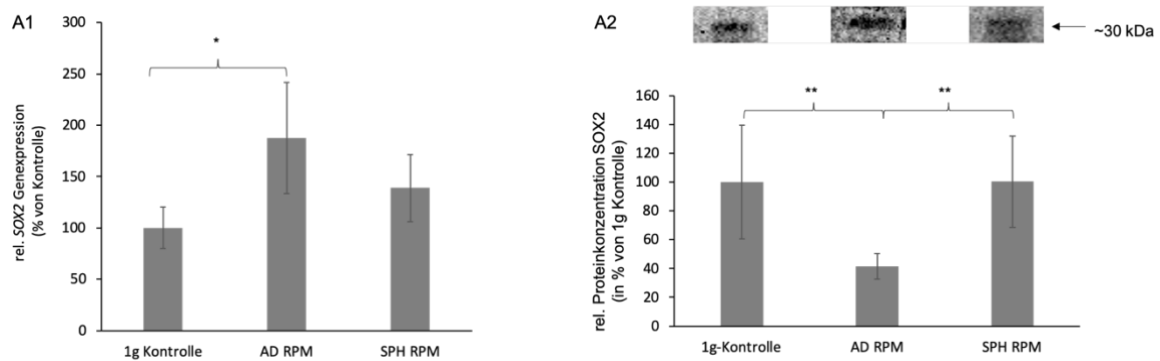 A1
rel. SOX2 Genexpression
(% von Kontrolle)
300
250
200
150
100
50
0
*
1g Kontrolle AD RPM SPH RPM
A2
~30 kDa
rel. Proteinkonzentration SOX2
(in % von 1g Kontrolle)
160
140
120
100
80
60
40
20
0
** **
1g-Kontrolle AD RPM SPH RPM